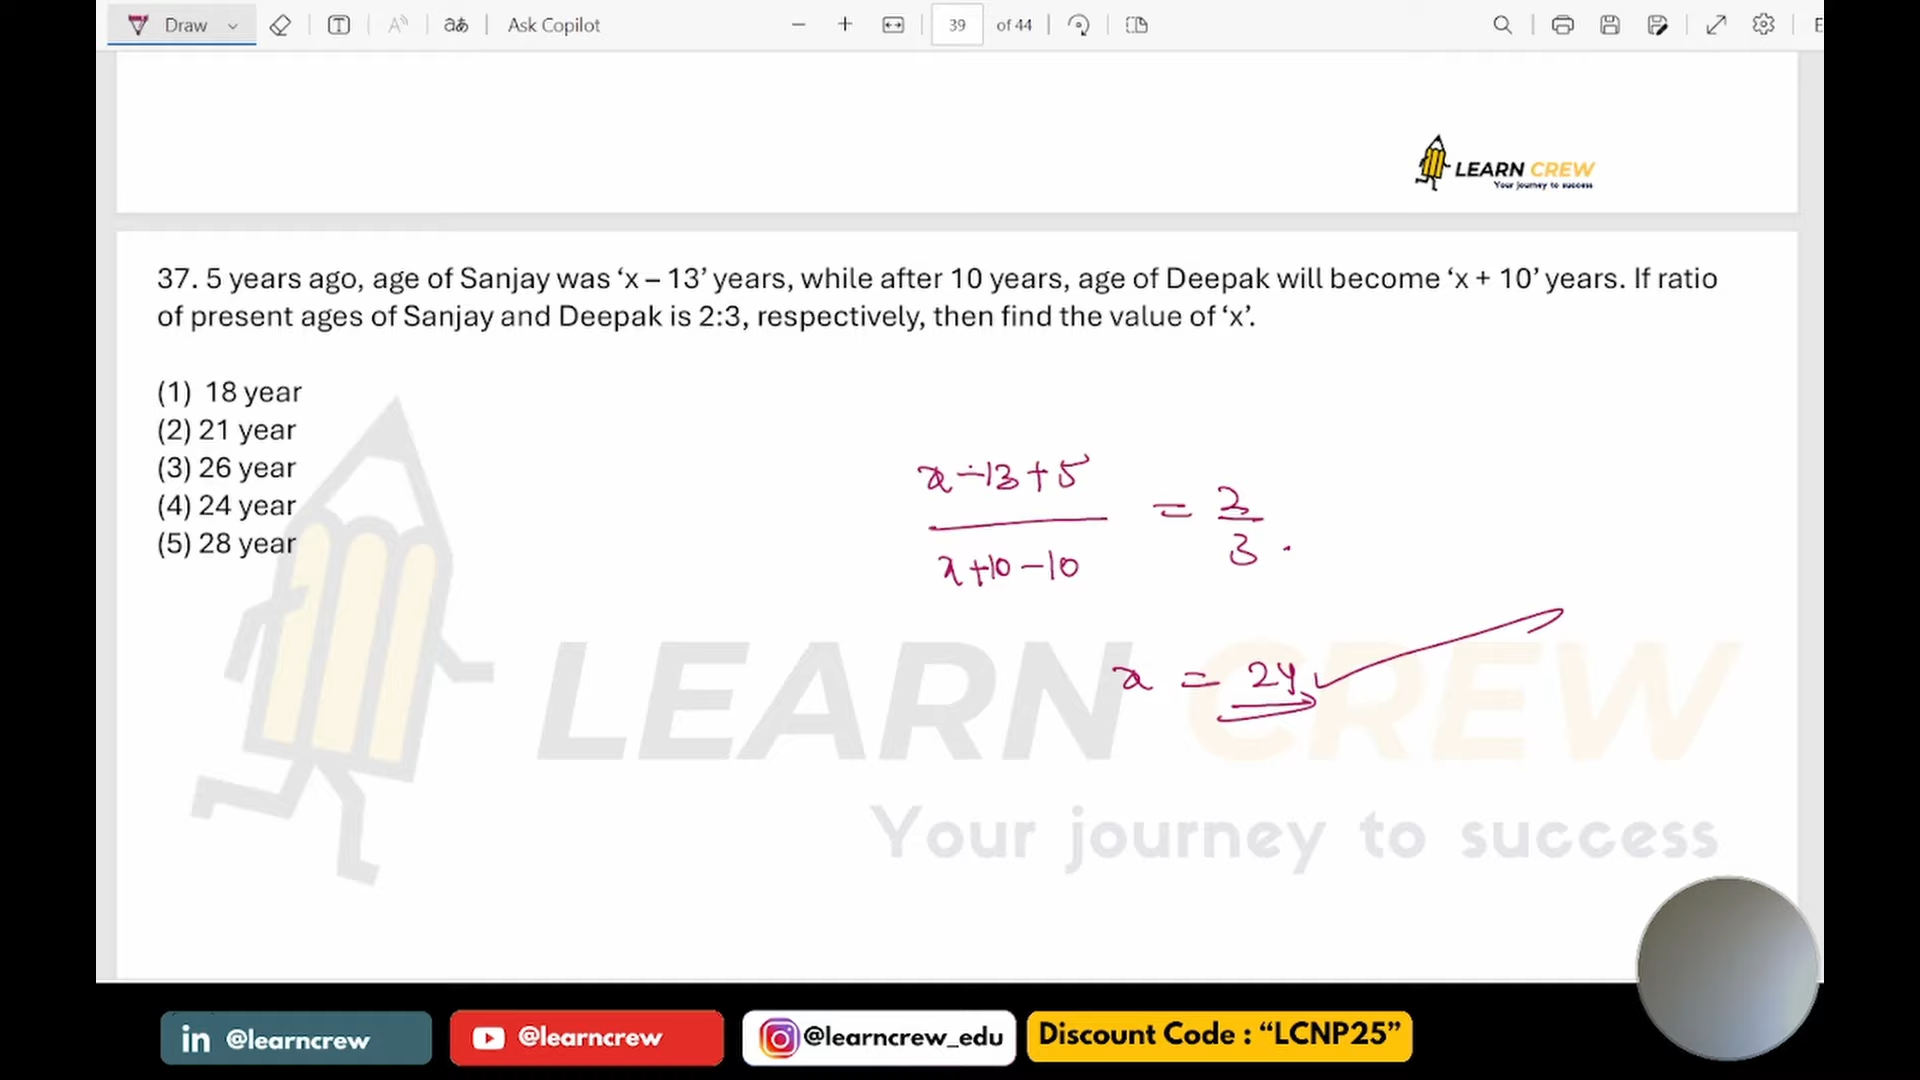 Draw
Ask Copilot
39 of 44
LEARN CREW
Your journey to success
37. 5 years ago, age of Sanjay was ‘x – 13’ years, while after 10 years, age of Deepak will become ‘x + 10’ years. If ratio
of present ages of Sanjay and Deepak is 2:3, respectively, then find the value of ‘x’.
(1) 18 year
(2) 21 year
(3) 26 year
(4) 24 year
(5) 28 year
x-13+5
x+10-10
= 2
3
x = 24
LEARN CREW
Your journey to success
in @learncrew
@learncrew
@learncrew_edu
Discount Code : “LCNP25”